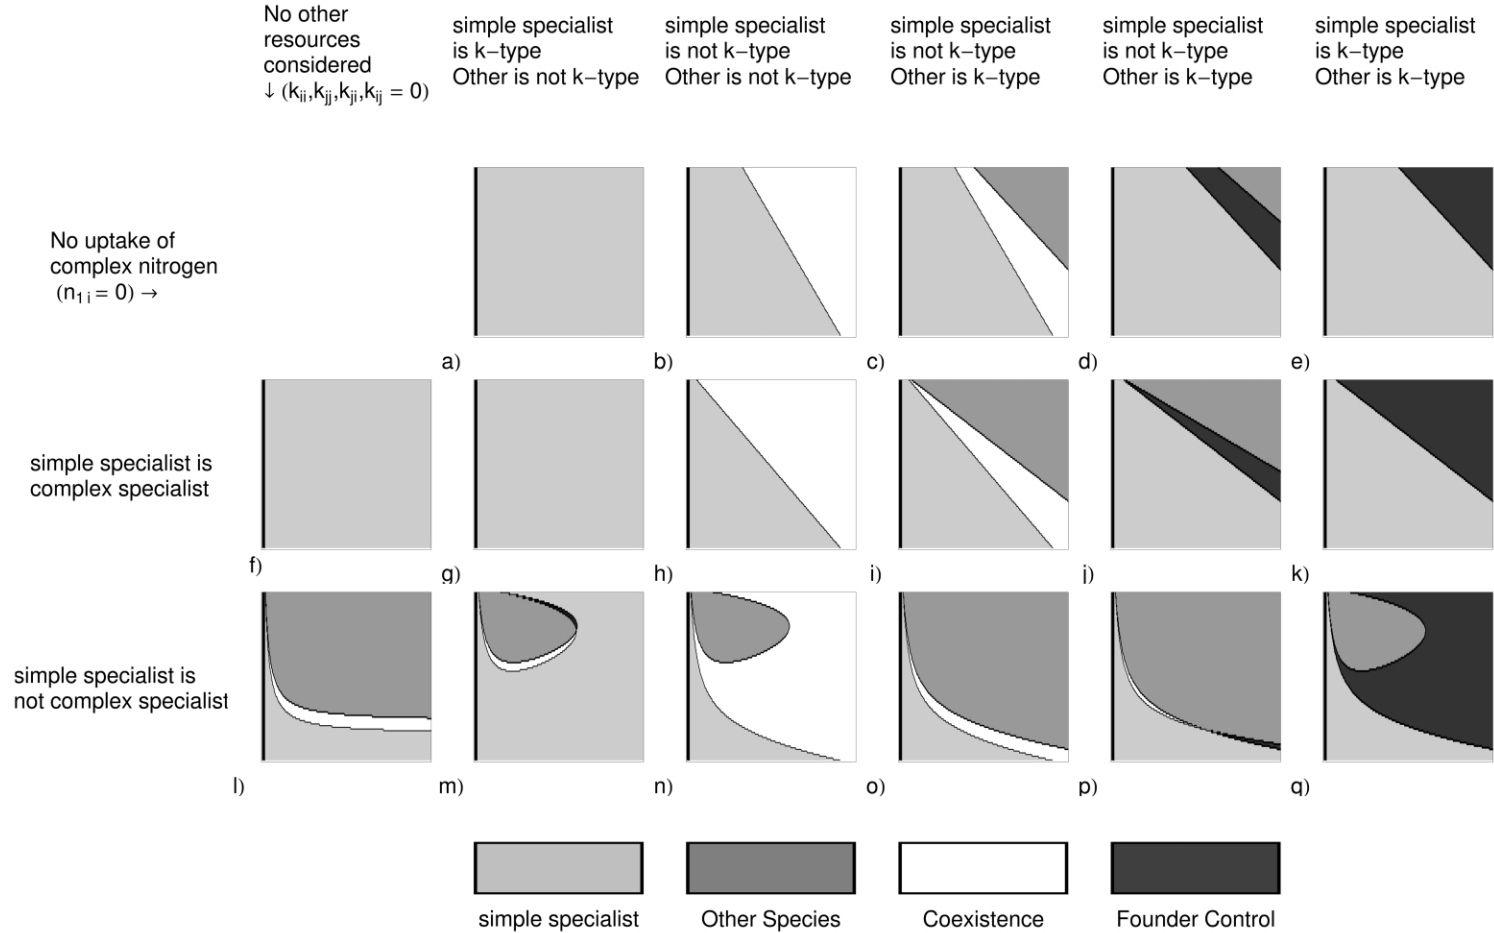 No other
resources
considered
↓ (kii,kjj,kji,kij = 0)
simple specialist
is k−type
Other is not k−type
simple specialist
is not k−type
Other is not k−type
simple specialist
is not k−type
Other is k−type
simple specialist
is not k−type
Other is k−type
simple specialist
is k−type
Other is k−type
No uptake of
complex nitrogen
(n1i = 0) →
a)
b)
c)
d)
e)
simple specialist is
complex specialist
f)
g)
h)
i)
j)
k)
simple specialist is
not complex specialist
l)
m)
n)
o)
p)
q)
simple specialist
Other Species
Coexistence
Founder Control